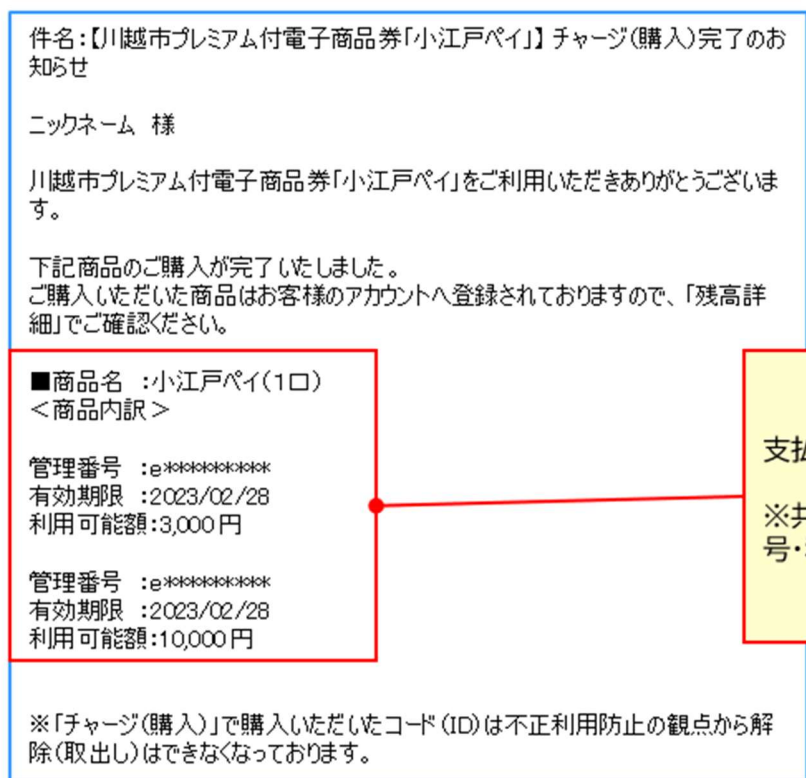 件名：【川越市プレミアム付電子商品券「小江戸ペイ」】チャージ（購入）完了のお
知らせ
ニックネーム 様
川越市プレミアム付電子商品券「小江戸ペイ」をご利用いただきありがとうございま
す。
下記商品のご購入が完了いたしました。
ご購入いただいた商品はお客様のアカウントへ登録されておりますので、「残高詳
細」でご確認ください。
■商品名 ：小江戸ペイ（1口）
＜商品内訳＞
管理番号 ：e**********
有効期限 ：2023/02/28
利用可能額：3,000円
管理番号 ：e**********
有効期限 ：2023/02/28
利用可能額：10,000円
支払
※共
号・
※「チャージ（購入）」で購入いただいたコード（ID）は不正利用防止の観点から解
除（取出し）はできなくなっております。